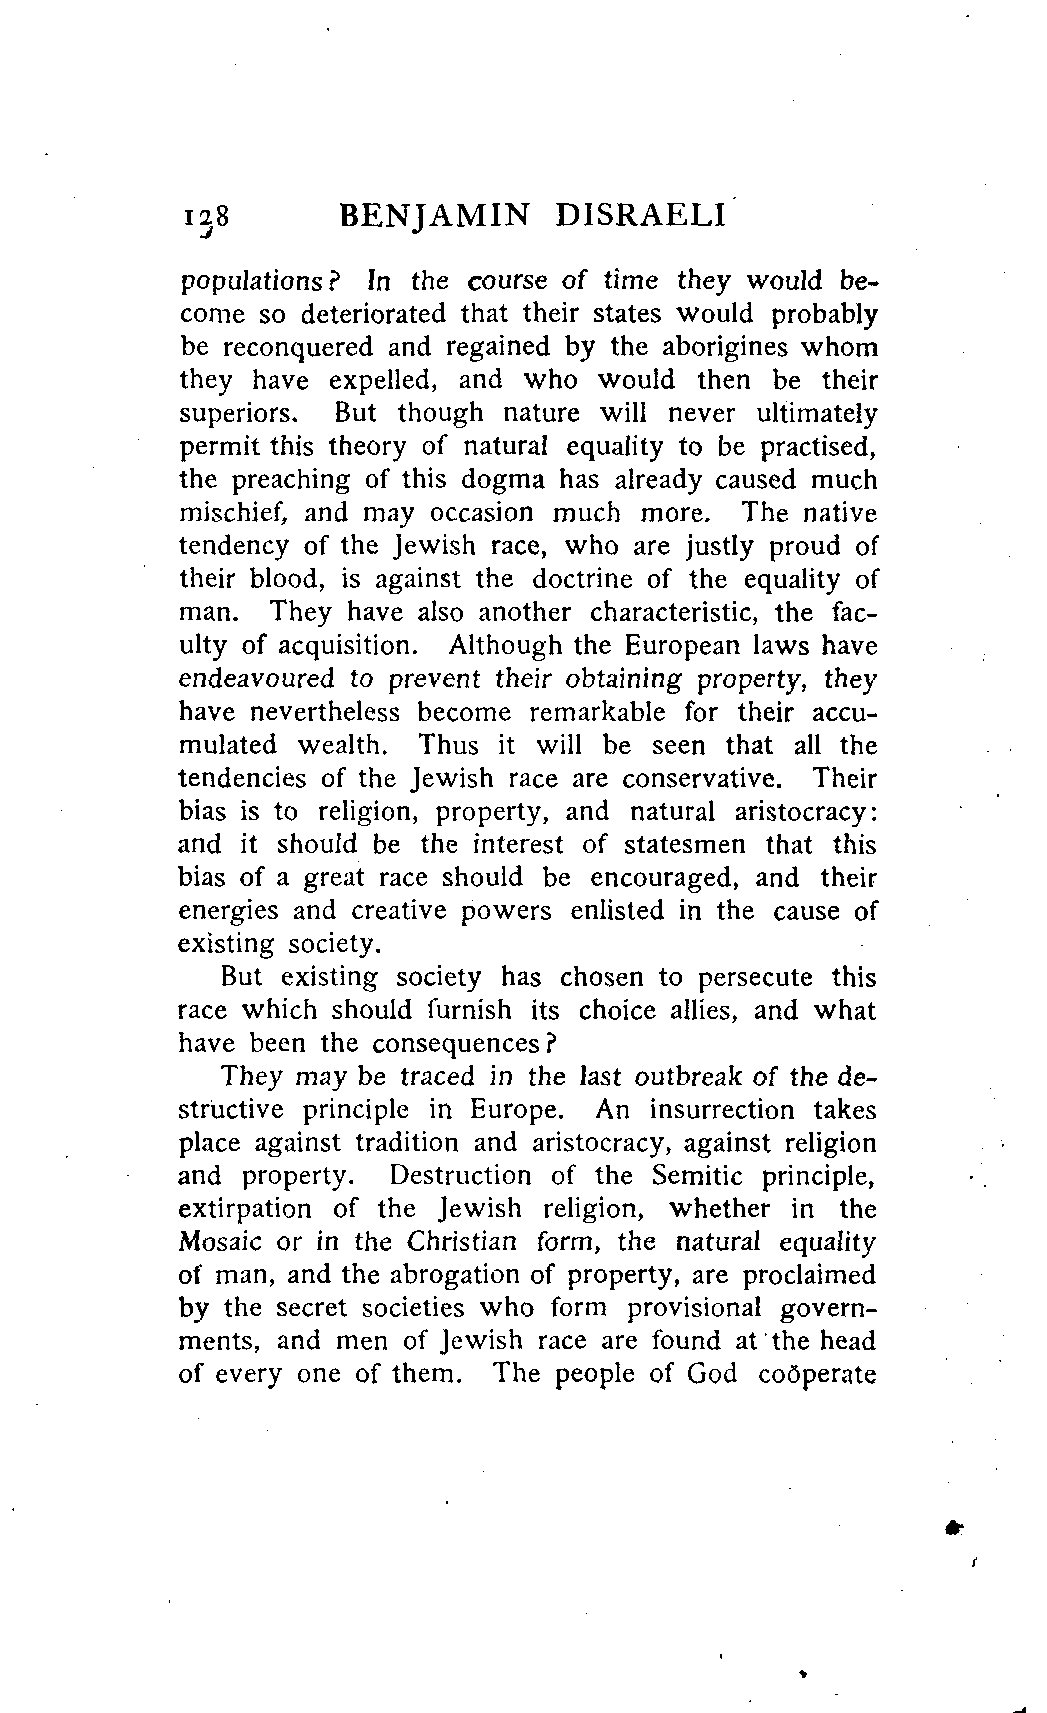 138 BENJAMIN DISRAELI
populations? In the course of time they would be-
come so deteriorated that their states would probably
be reconquered and regained by the aborigines whom
they have expelled, and who would then be their
superiors. But though nature will never ultimately
permit this theory of natural equality to be practised,
the preaching of this dogma has already caused much
mischief, and may occasion much more. The native
tendency of the Jewish race, who are justly proud of
their blood, is against the doctrine of the equality of
man. They have also another characteristic, the fac-
ulty of acquisition. Although the European laws have
endeavoured to prevent their obtaining property, they
have nevertheless become remarkable for their accu-
mulated wealth. Thus it will be seen that all the
tendencies of the Jewish race are conservative. Their
bias is to religion, property, and natural aristocracy:
and it should be the interest of statesmen that this
bias of a great race should be encouraged, and their
energies and creative powers enlisted in the cause of
existing society.
But existing society has chosen to persecute this
race which should furnish its choice allies, and what
have been the consequences?
They may be traced in the last outbreak of the de-
structive principle in Europe. An insurrection takes
place against tradition and aristocracy, against religion
and property. Destruction of the Semitic principle,
extirpation of the Jewish religion, whether in the
Mosaic or in the Christian form, the natural equality
of man, and the abrogation of property, are proclaimed
by the secret societies who form provisional govern-
ments, and men of Jewish race are found at the head
of every one of them. The people of God coöperate